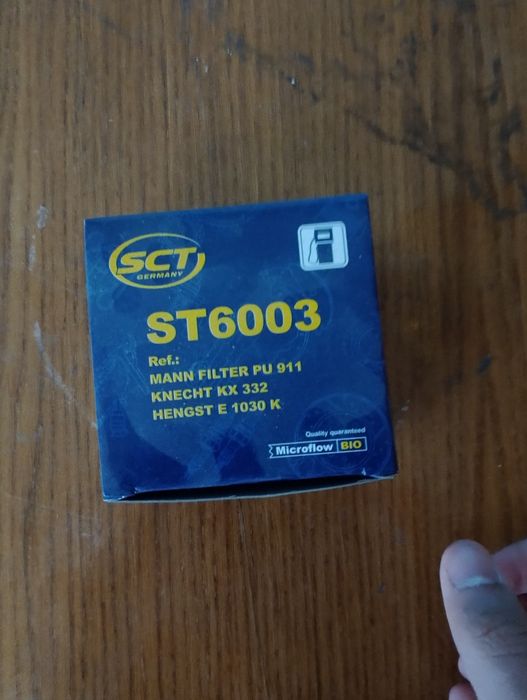 SCT
GERMANY
ST6003
Ref.:
MANN FILTER PU 911
KNECHT KX 332
HENGST E 1030 K
Quality guaranteed
Microflow BIO